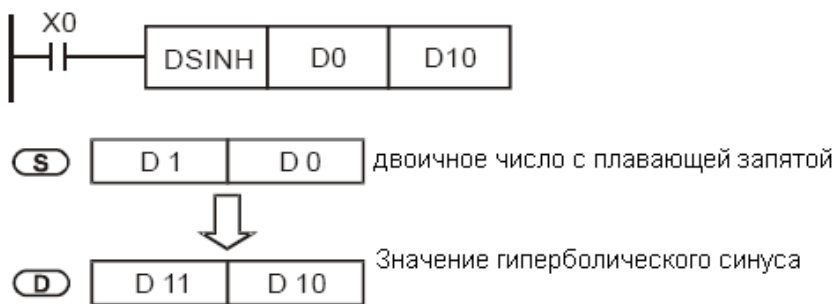 X0
DSINH D0 D10
S D 1 D 0 двоичное число с плавающей запятой
D D 11 D 10 Значение гиперболического синуса